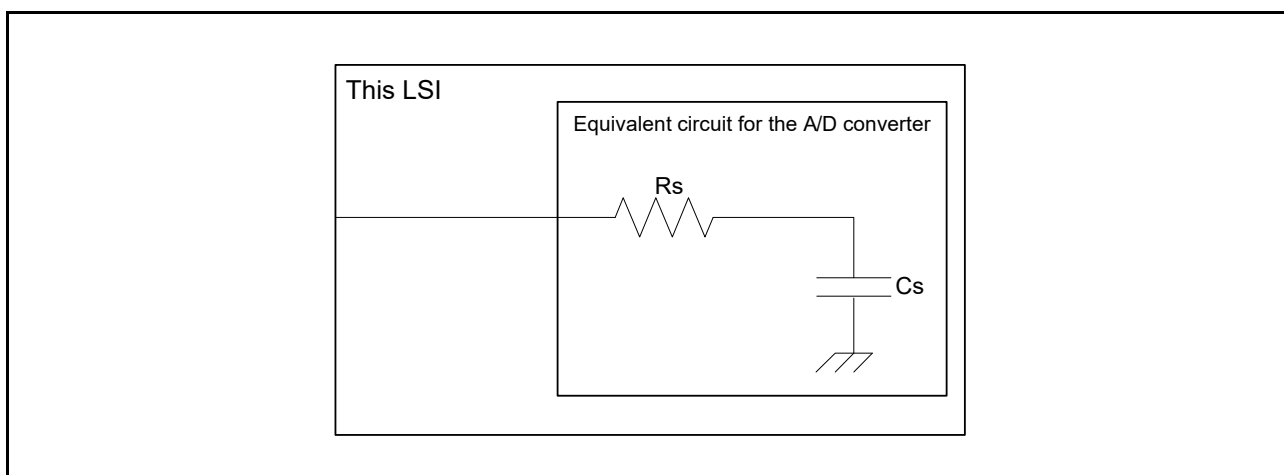 This LSI
Equivalent circuit for the A/D converter
Rs
Cs